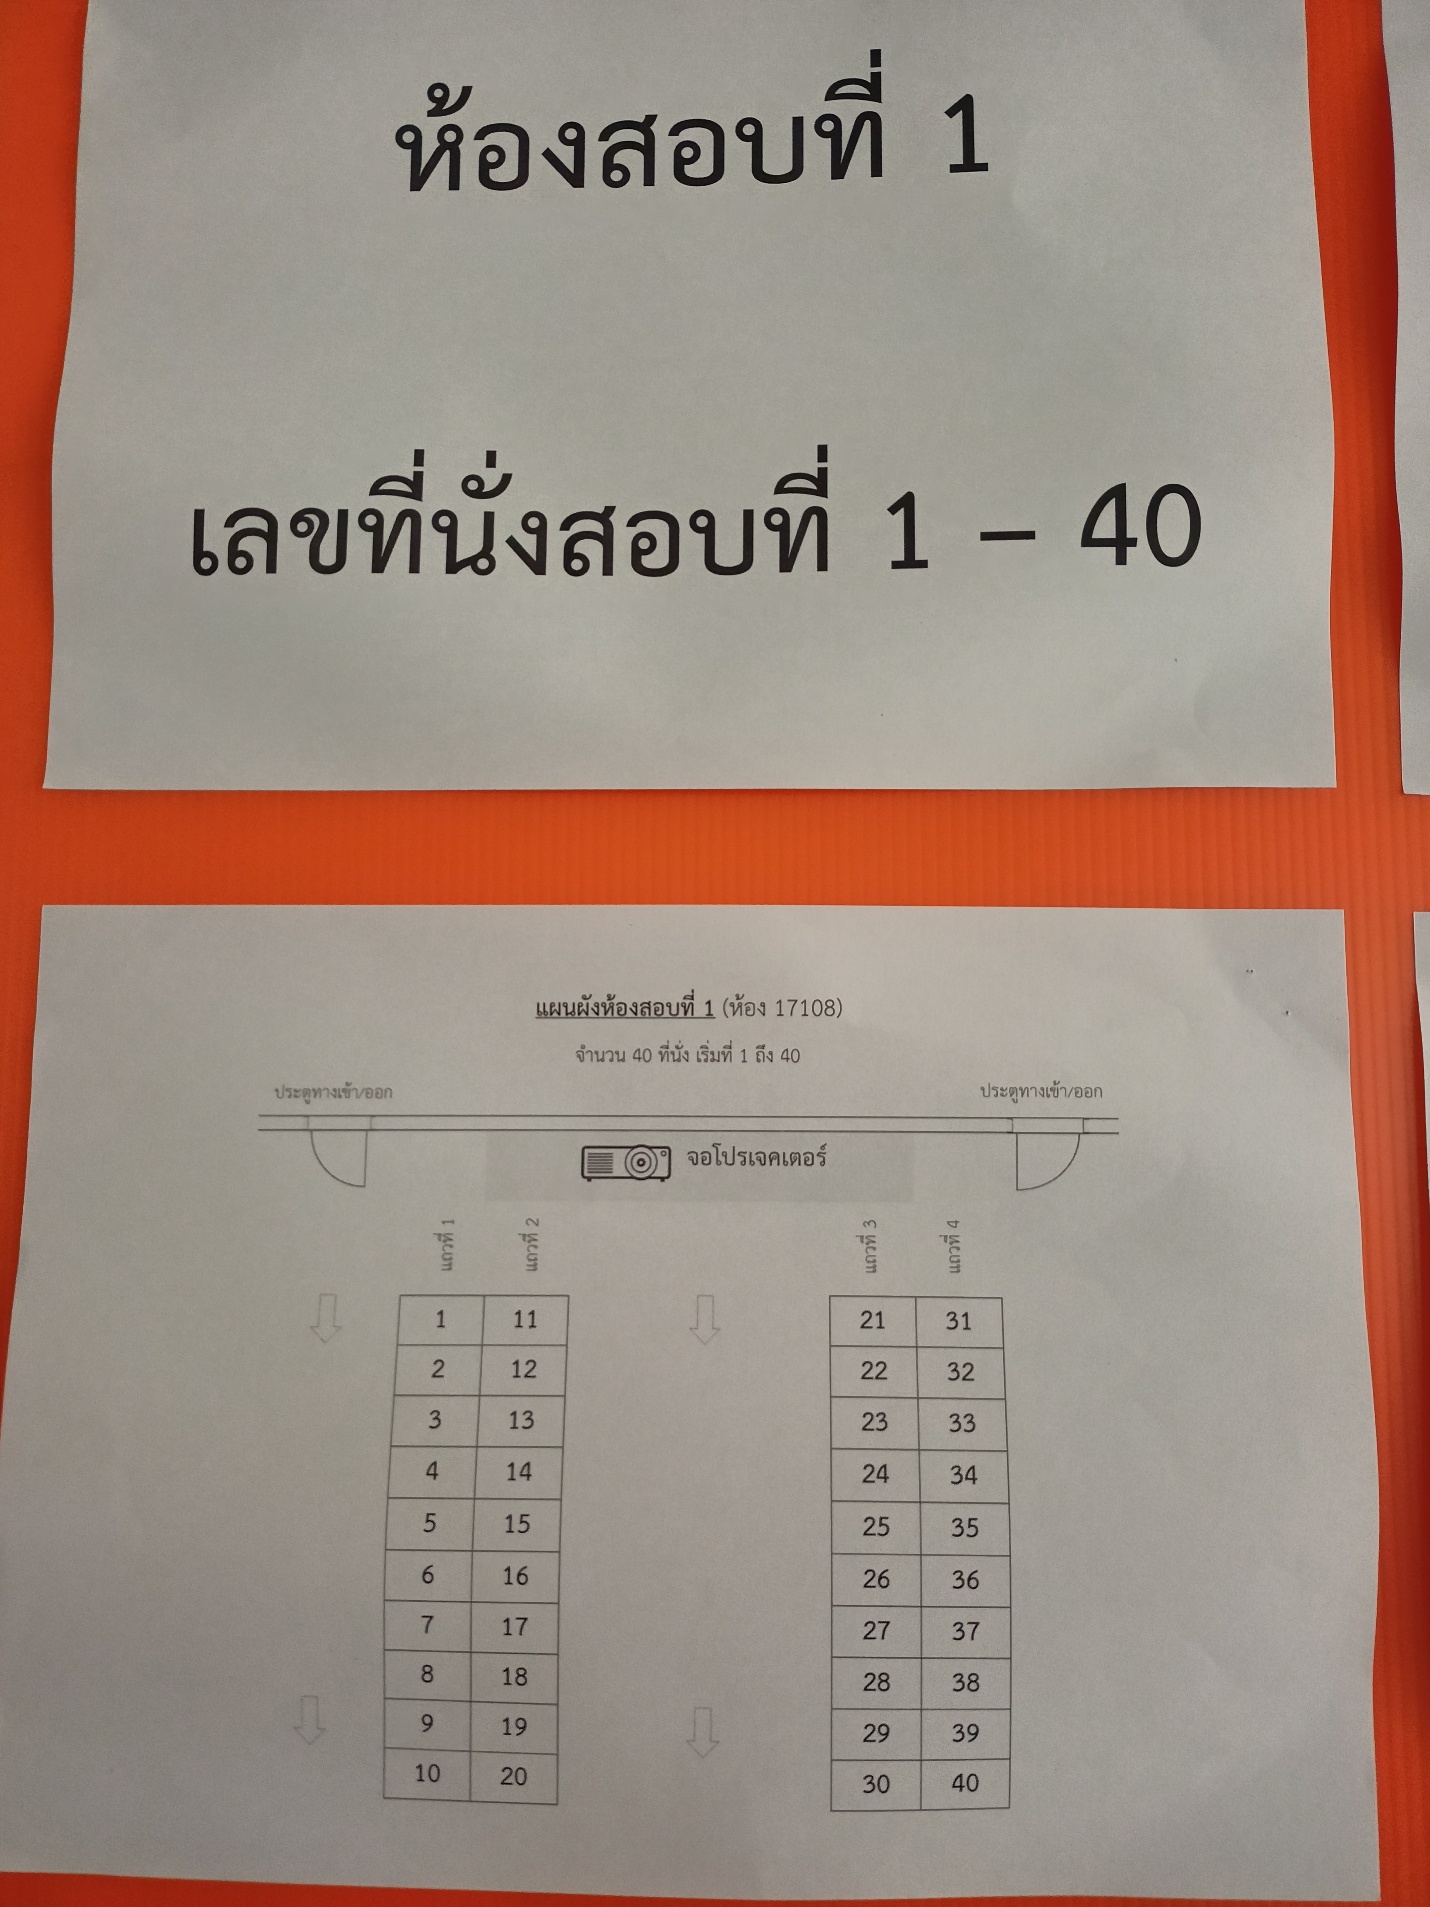 ห้องสอบที่ 1
เลขที่นั่งสอบที่ 1 – 40
แผนผังห้องสอบที่ 1 (ห้อง 17108)
จำนวน 40 ที่นั่ง เริ่มที่ 1 ถึง 40
ประตูทางเข้า/ออก ประตูทางเข้า/ออก
จอโปรเจคเตอร์
แถวที่ 1 แถวที่ 2 แถวที่ 3 แถวที่ 4
1 11 21 31
2 12 22 32
3 13 23 33
4 14 24 34
5 15 25 35
6 16 26 36
7 17 27 37
8 18 28 38
9 19 29 39
10 20 30 40